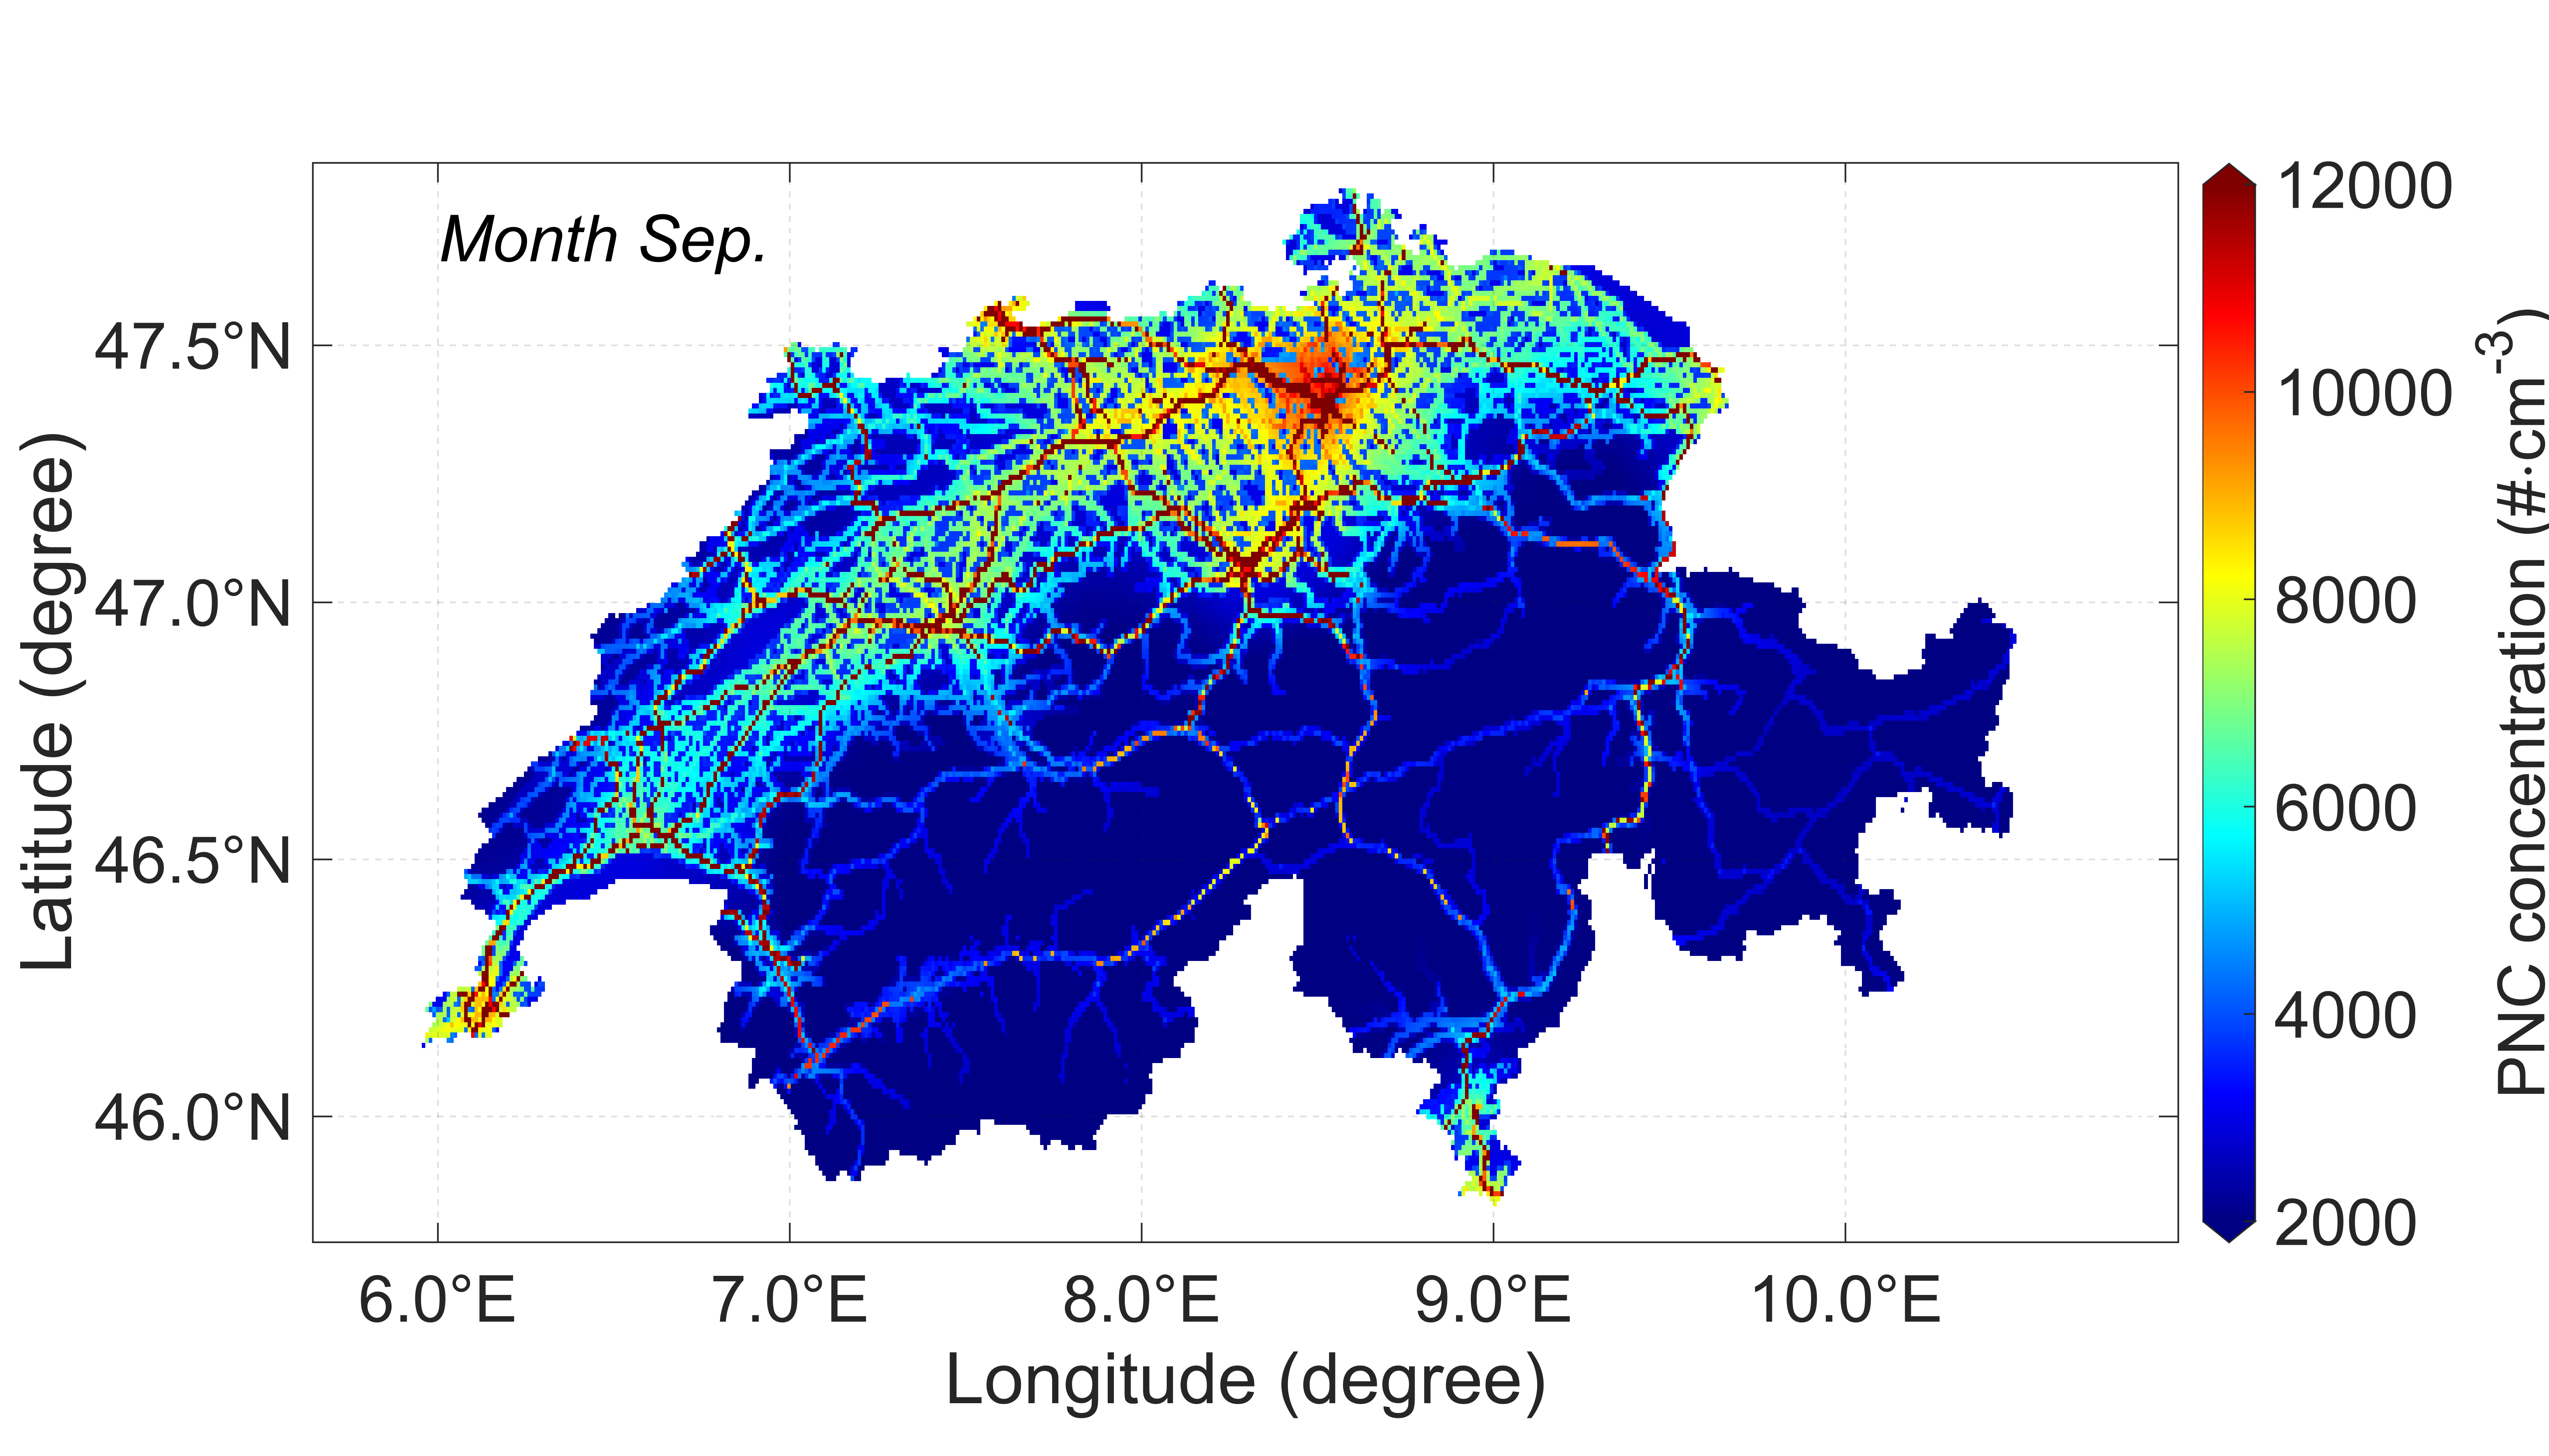 Month Sep.
47.5°N
47.0°N
46.5°N
46.0°N
Latitude (degree)
6.0°E 7.0°E 8.0°E 9.0°E 10.0°E
Longitude (degree)
12000
10000
8000
6000
4000
2000
PNC concentration (#·cm⁻³)